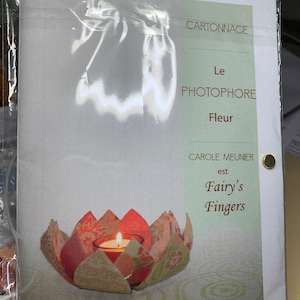 CARTONNAGE
Le
PHOTOPHORE
Fleur
CAROLE MEUNIER
est
Fairy's
Fingers